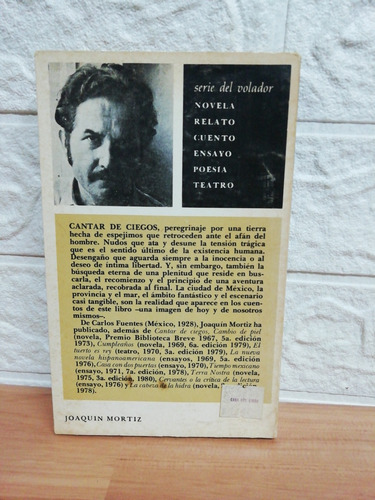 serie del volador
NOVELA
RELATO
CUENTO
ENSAYO
POESIA
TEATRO
CANTAR DE CIEGOS, peregrinaje por una tierra
hecha de espejimos que retroceden ante el afán del
hombre. Nudos que ata y desune la tensión trágica
que es el sentido último de la existencia humana.
Desengaño que aguarda siempre a la inocencia o al
deseo de íntima libertad. Y, sin embargo, también la
búsqueda eterna de una plenitud que reside en bus-
carla, el recomienzo y el principio de una aventura
aclarada, recobrada al final. La ciudad de México,
la provincia y el mar, el ámbito fantástico y el escenario
casi tangible, son la realidad que aparece en los cuen-
tos de este libro —una imagen de hoy y de nosotros
mismos—.
De Carlos Fuentes (México, 1928), Joaquín Mortiz ha
publicado, además de Cantar de ciegos, Cambio de piel
(novela, Premio Biblioteca Breve 1967, 5a. edición
1973), Cumpleaños (novela, 1969, 6a. edición 1979), El
tuerto es rey (teatro, 1970, 3a. edición 1979), La nueva
novela hispanoamericana (ensayos, 1969, 5a. edición
1976), Casa con dos puertas (ensayo, 1970), Tiempo mexicano
(ensayo, 1971, 7a. edición, 1978), Terra Nostra (novela,
1975, 3a. edición, 1980), Cervantes o la crítica de la lectura
(ensayo, 1976) y La cabeza de la hidra (novela,
1978).
JOAQUIN MORTIZ